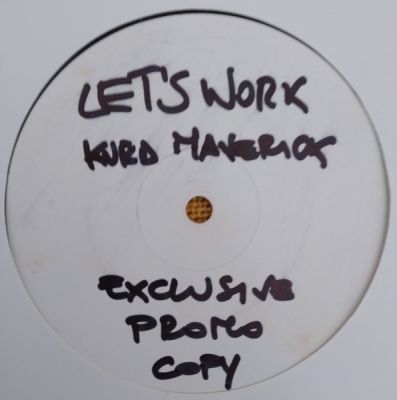 LET'S WORK
KURD MAVERICK
EXCLUSIVE
PROMO
COPY